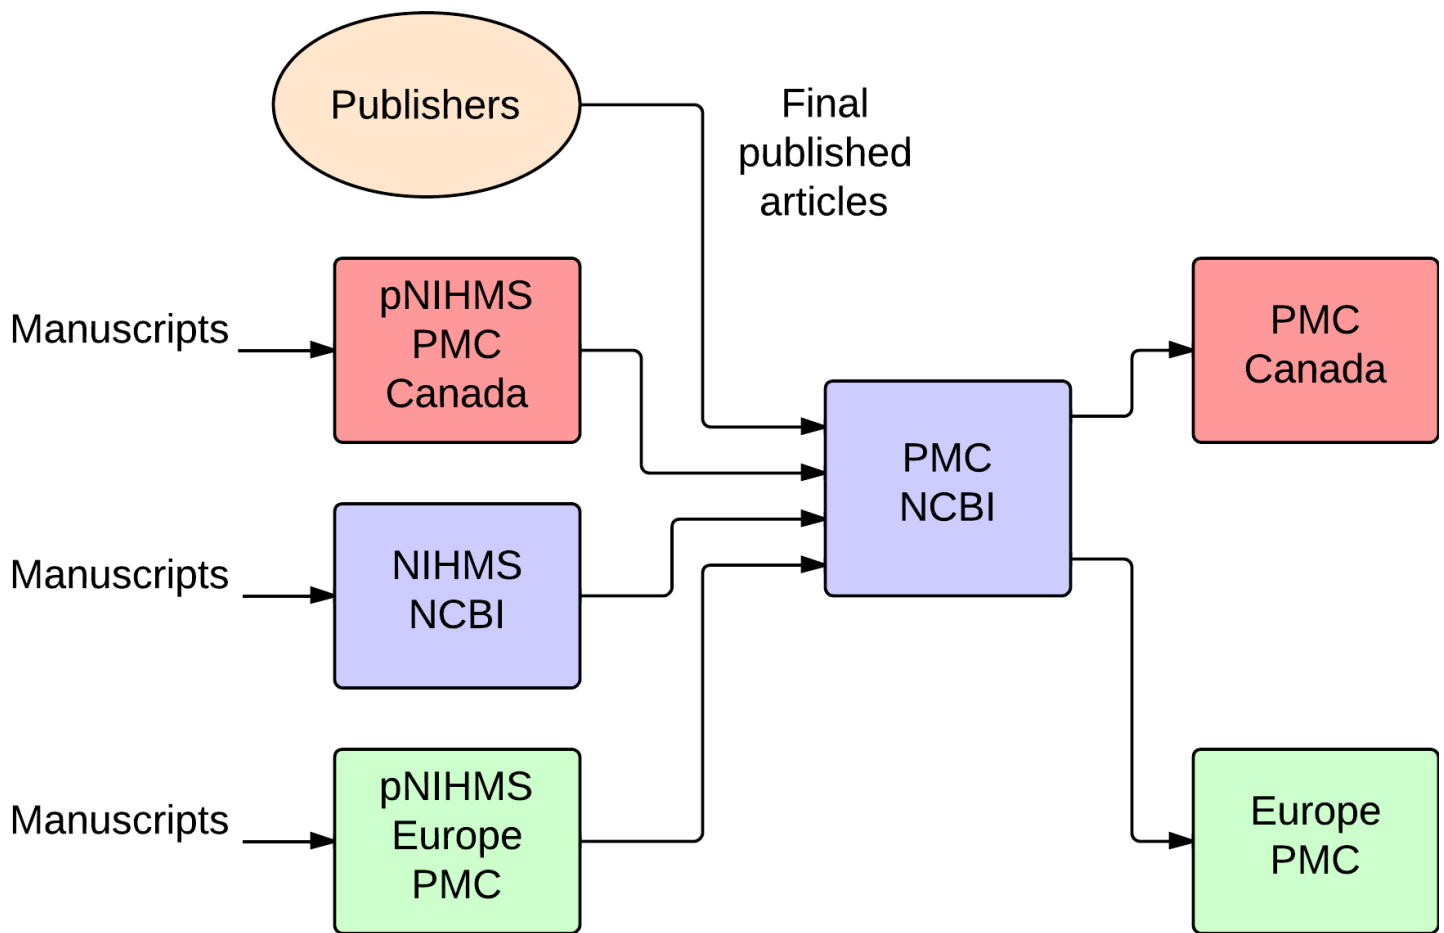 Publishers
Final
published
articles
Manuscripts
pNIHMS
PMC
Canada
PMC
Canada
PMC
NCBI
Manuscripts
NIHMS
NCBI
Manuscripts
pNIHMS
Europe
PMC
Europe
PMC